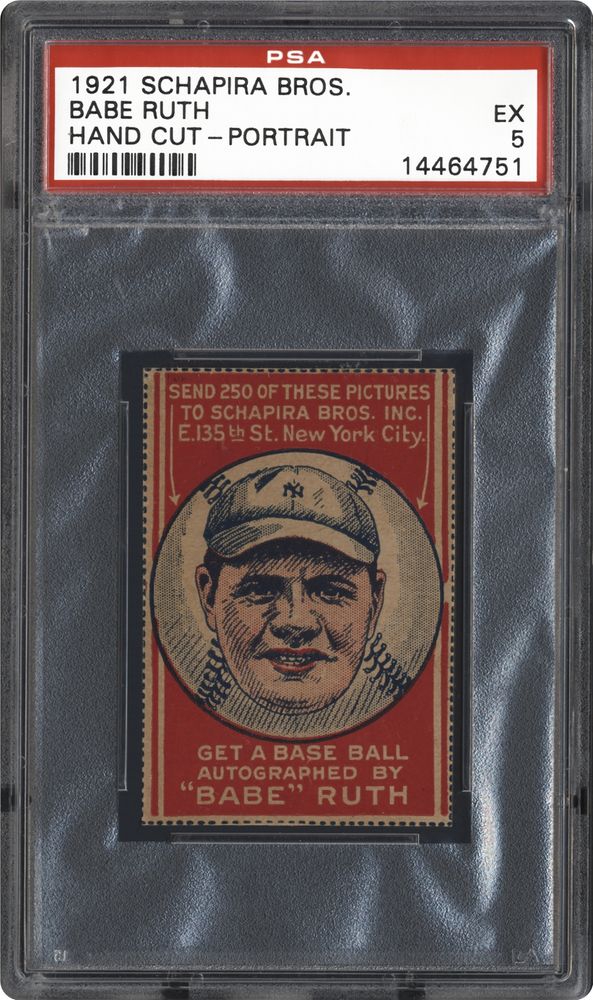 PSA
1921 SCHAPIRA BROS.
BABE RUTH EX
HAND CUT – PORTRAIT 5
14464751
SEND 250 OF THESE PICTURES
TO SCHAPIRA BROS. INC.
E.135th St. New York City.
NY
GET A BASE BALL
AUTOGRAPHED BY
"BABE" RUTH